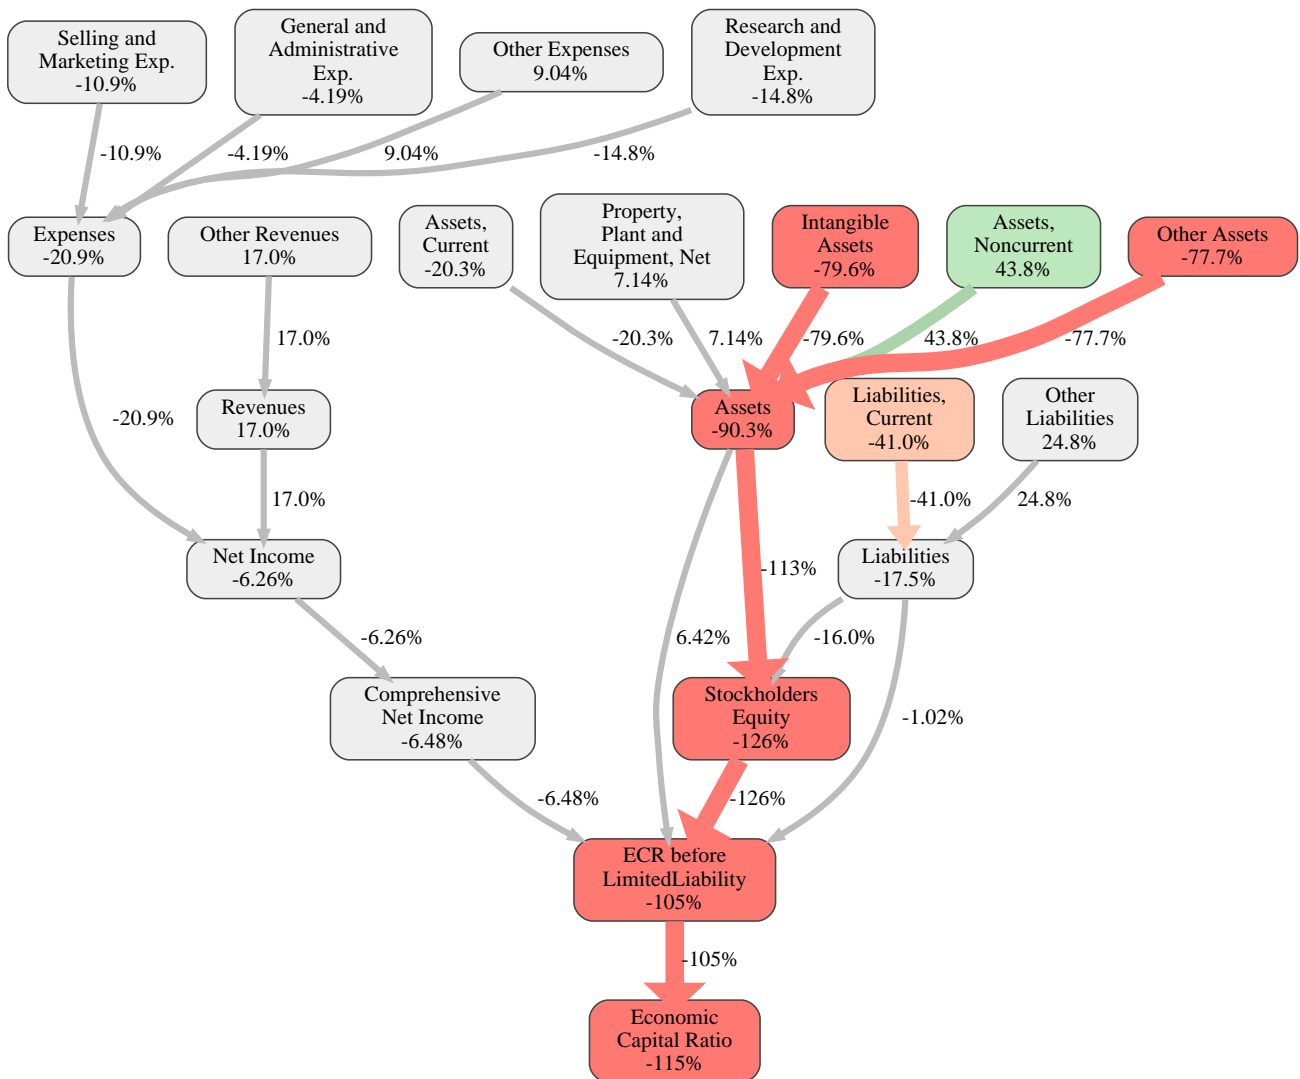 Selling and
Marketing Exp.
-10.9%
General and
Administrative
Exp.
-4.19%
Other Expenses
9.04%
Research and
Development
Exp.
-14.8%
-10.9%
-4.19%
9.04%
-14.8%
Expenses
-20.9%
Other Revenues
17.0%
Assets,
Current
-20.3%
Property,
Plant and
Equipment, Net
7.14%
Intangible
Assets
-79.6%
Assets,
Noncurrent
43.8%
Other Assets
-77.7%
17.0%
-20.3%
7.14%
-79.6%
43.8%
-77.7%
-20.9%
Revenues
17.0%
Assets
-90.3%
Liabilities,
Current
-41.0%
Other
Liabilities
24.8%
17.0%
-41.0%
24.8%
Net Income
-6.26%
-113%
Liabilities
-17.5%
-6.26%
6.42%
-16.0%
Comprehensive
Net Income
-6.48%
Stockholders
Equity
-126%
-1.02%
-6.48%
-126%
ECR before
LimitedLiability
-105%
-105%
Economic
Capital Ratio
-115%